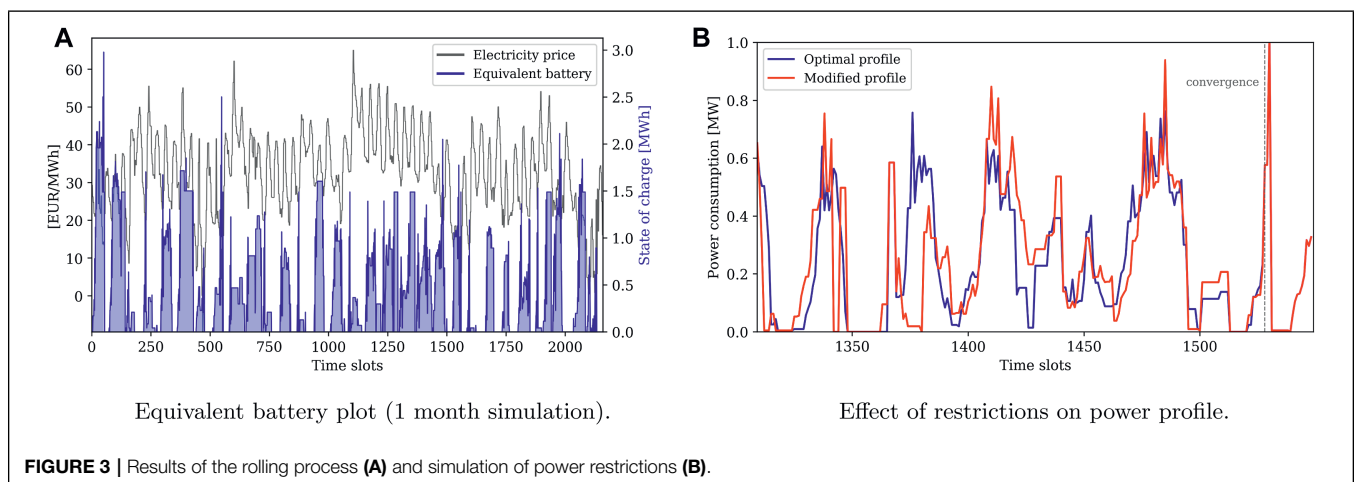 A
Electricity price
Equivalent battery
[EUR/MWh]
60
50
40
30
20
10
0
3.0
2.5
2.0
1.5
1.0
0.5
0.0
State of charge [MWh]
0 250 500 750 1000 1250 1500 1750 2000
Time slots
Equivalent battery plot (1 month simulation).
B
Optimal profile
Modified profile
convergence
Power consumption [MW]
1.0
0.8
0.6
0.4
0.2
0.0
1350 1400 1450 1500
Time slots
Effect of restrictions on power profile.
FIGURE 3 | Results of the rolling process (A) and simulation of power restrictions (B).